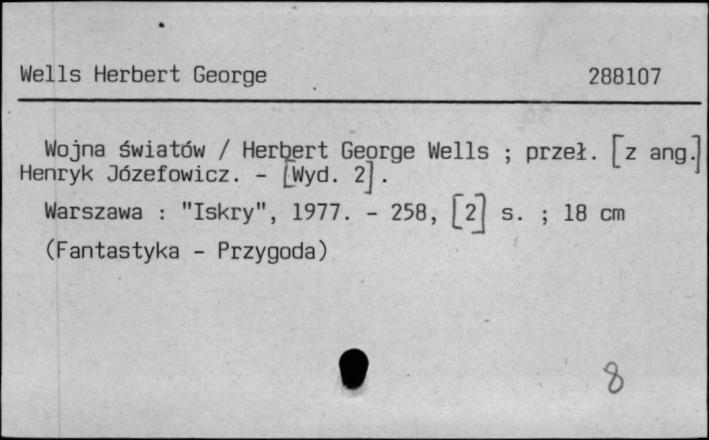 Wells Herbert George 288107
Wojna światów / Herbert George Wells ; przeł. [z ang.]
Henryk Józefowicz. - [Wyd. 2].
Warszawa : "Iskry", 1977. - 258, [2] s. ; 18 cm
(Fantastyka - Przygoda)
8